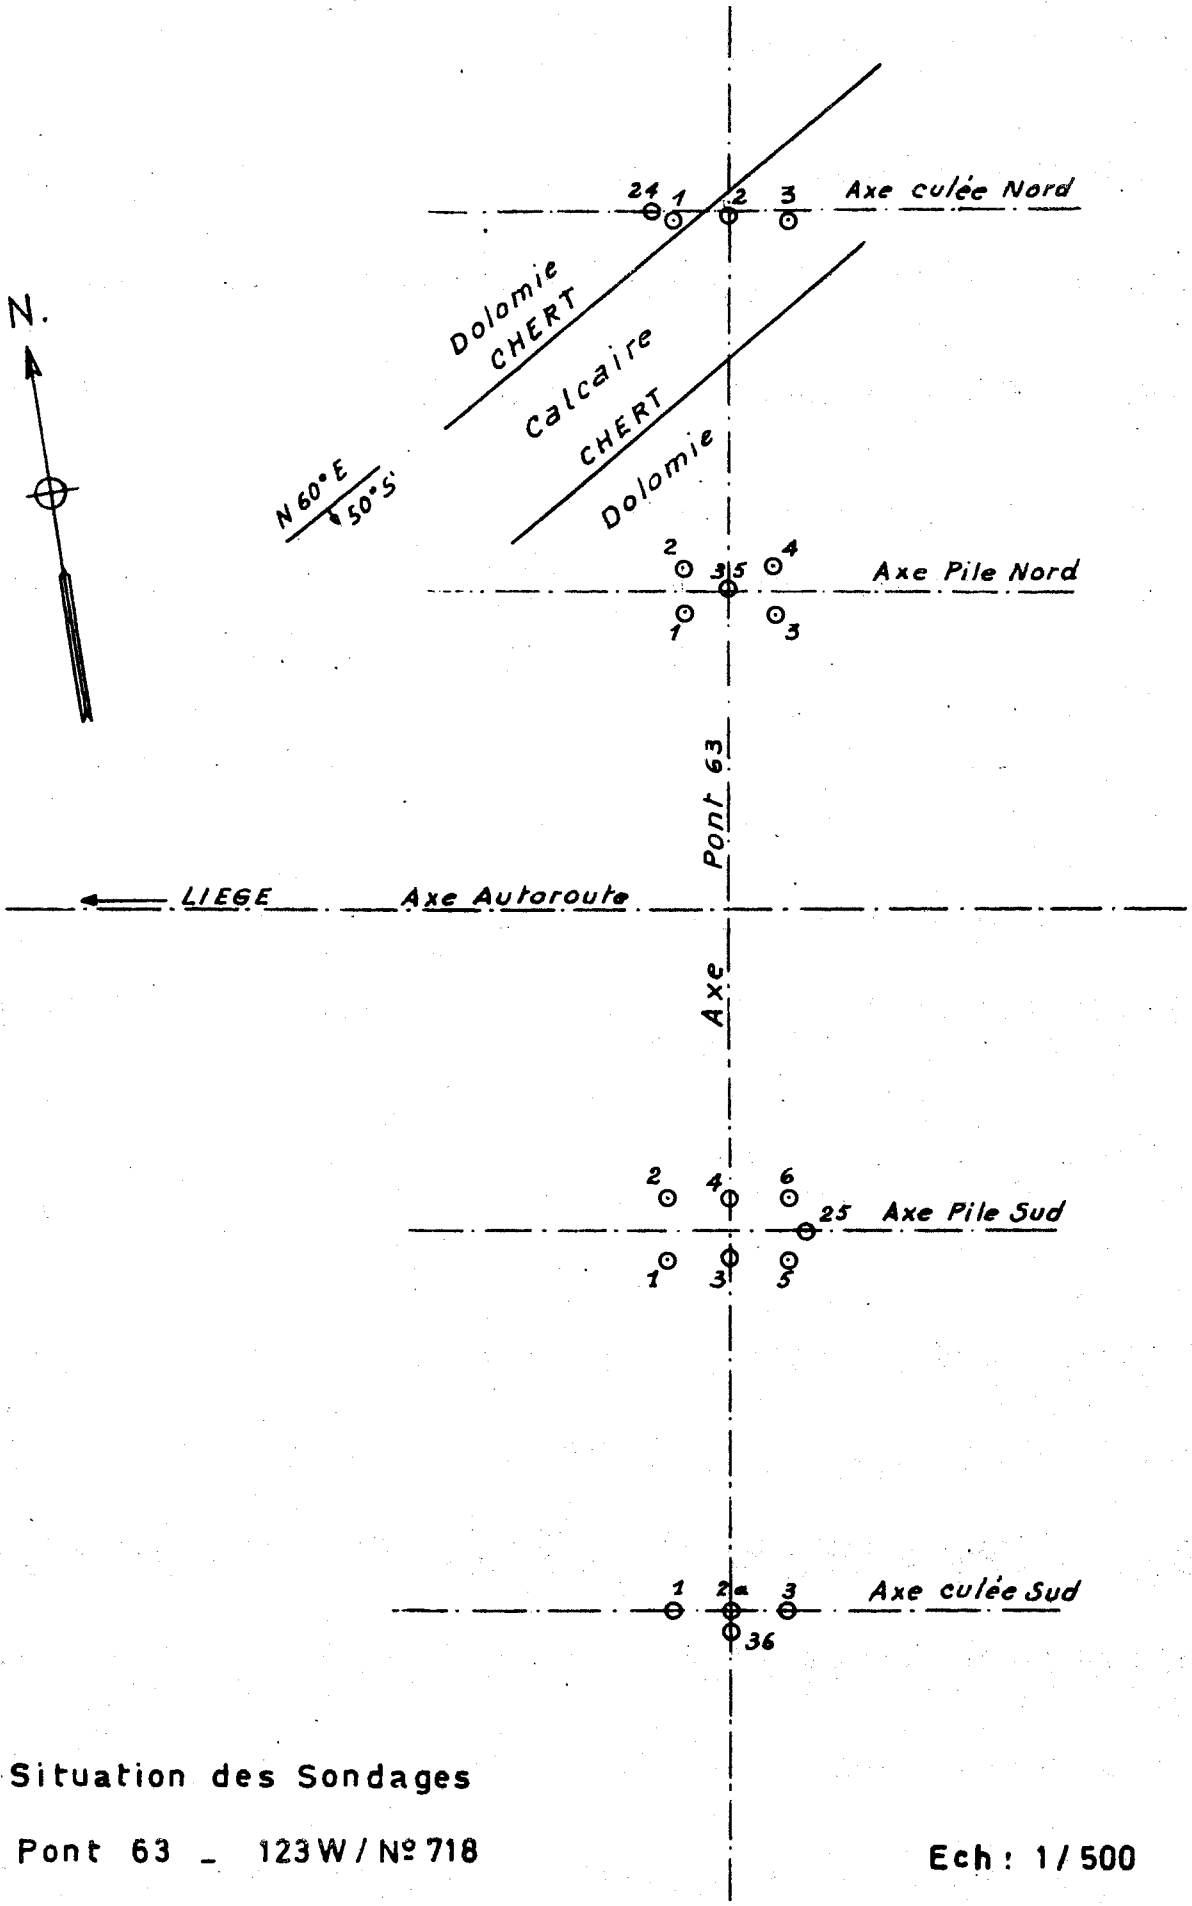 24 1 2 3 Axe culée Nord
Dolomie
CHERT
Calcaire
CHERT
Dolomie
N.
N 60° E
50° S
2 35 4 Axe Pile Nord
1 3
Axe Pont 63
LIEGE Axe Autoroute
2 4 6
25 Axe Pile Sud
1 3 5
1 2a 3 Axe culée Sud
36
Situation des Sondages
Pont 63 _ 123 W / Nº 718
Ech : 1 / 500